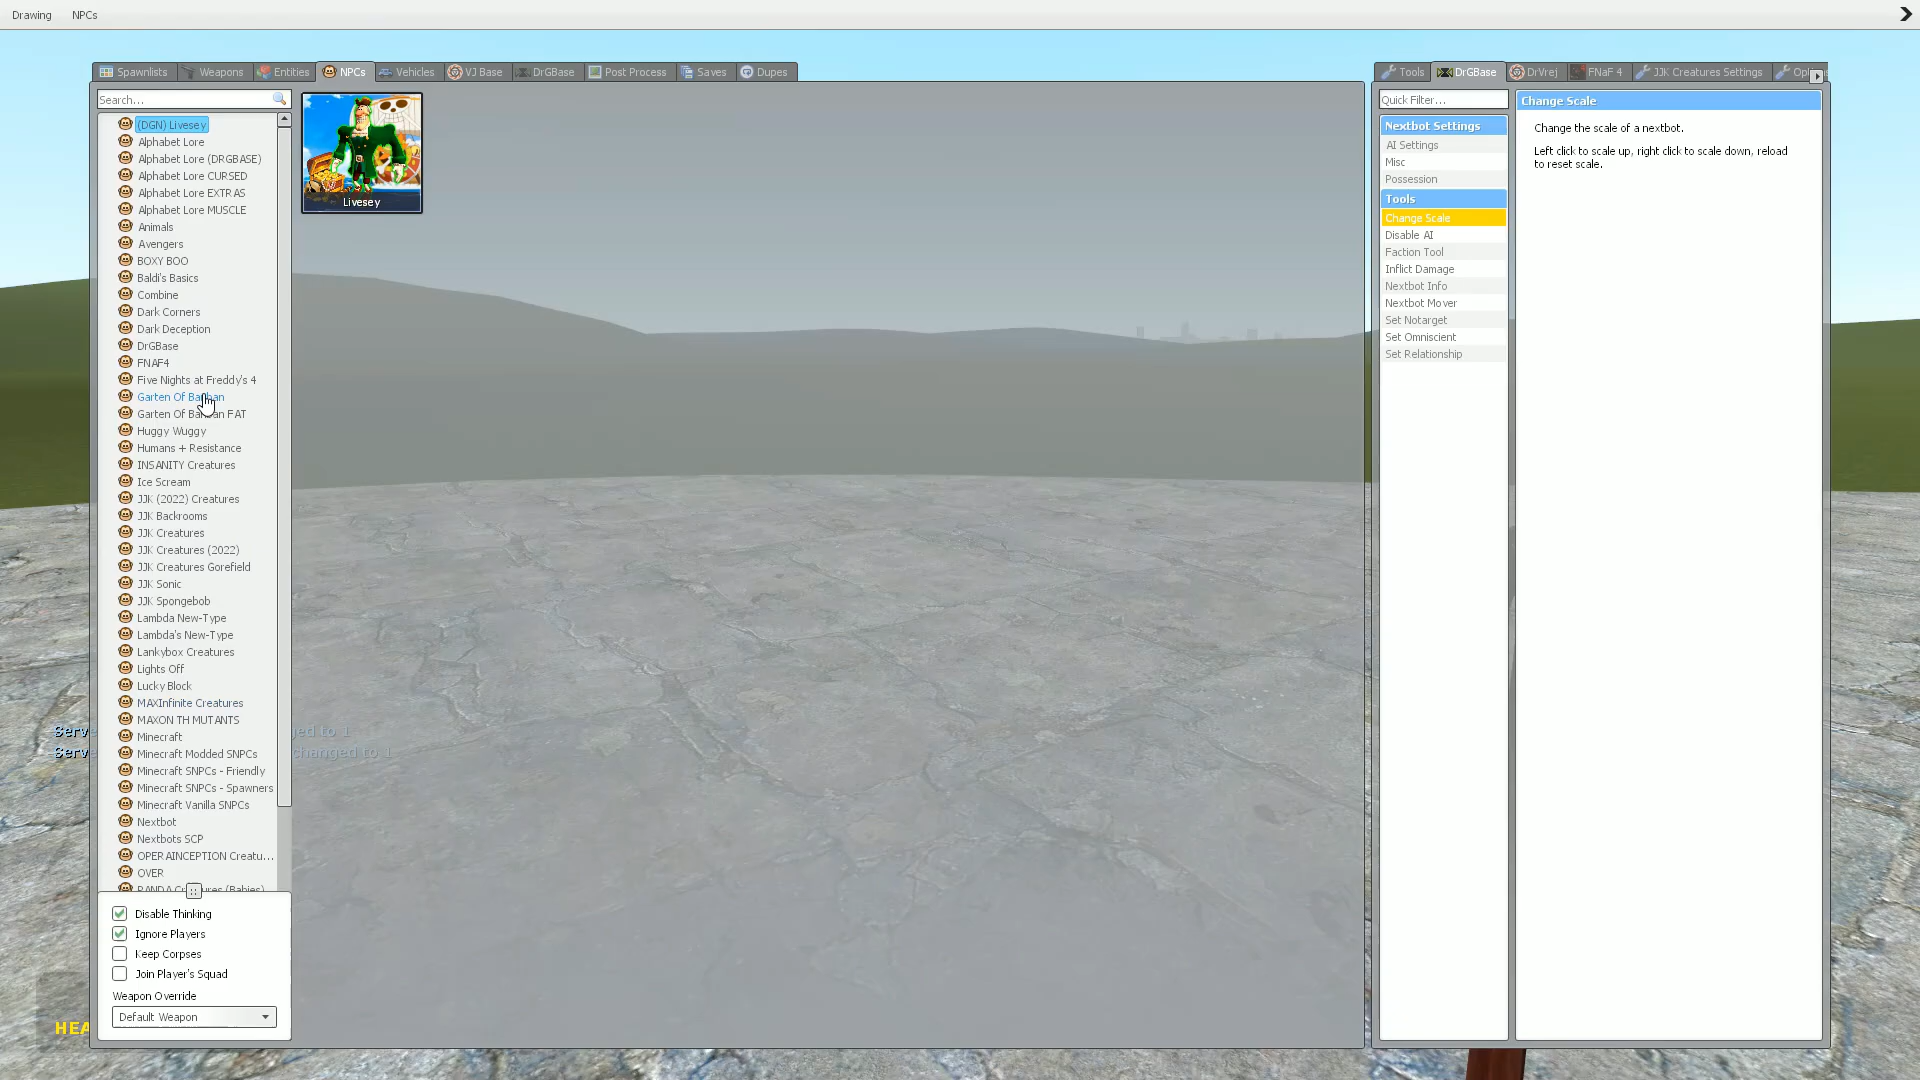 Drawing NPCs
Spawnlists Weapons Entities NPCs Vehicles VJ Base DrGBase Post Process Saves Dupes
Tools DrGBase DrVrej FNaF 4 JJK Creatures Settings
Search...
(DGN) Livesey
Alphabet Lore
Alphabet Lore (DRGBASE)
Alphabet Lore CURSED
Alphabet Lore EXTRAS
Alphabet Lore MUSCLE
Animals
Avengers
BOXY BOO
Baldi's Basics
Combine
Dark Corners
Dark Deception
DrGBase
FNAF4
Five Nights at Freddy's 4
Garten Of Banban
Garten Of Banban FAT
Huggy Wuggy
Humans + Resistance
INSANITY Creatures
Ice Scream
JJK (2022) Creatures
JJK Backrooms
JJK Creatures
JJK Creatures (2022)
JJK Creatures Gorefield
JJK Sonic
JJK Spongebob
Lambda New-Type
Lambda's New-Type
Lankybox Creatures
Lights Off
Lucky Block
MAXInfinite Creatures
MAXON TH MUTANTS
Minecraft
Minecraft Modded SNPCs
Minecraft SNPCs - Friendly
Minecraft SNPCs - Spawners
Minecraft Vanilla SNPCs
Nextbot
Nextbots SCP
OPERAINCEPTION Creatu...
OVER
Livesey
changed to 1
Disable Thinking
Ignore Players
Keep Corpses
Join Player's Squad
Weapon Override
Default Weapon
HEA
Quick Filter...
Nextbot Settings
AI Settings
Misc
Possession
Tools
Change Scale
Disable AI
Faction Tool
Inflict Damage
Nextbot Info
Nextbot Mover
Set Notarget
Set Omniscient
Set Relationship
Change Scale
Change the scale of a nextbot.
Left click to scale up, right click to scale down, reload
to reset scale.